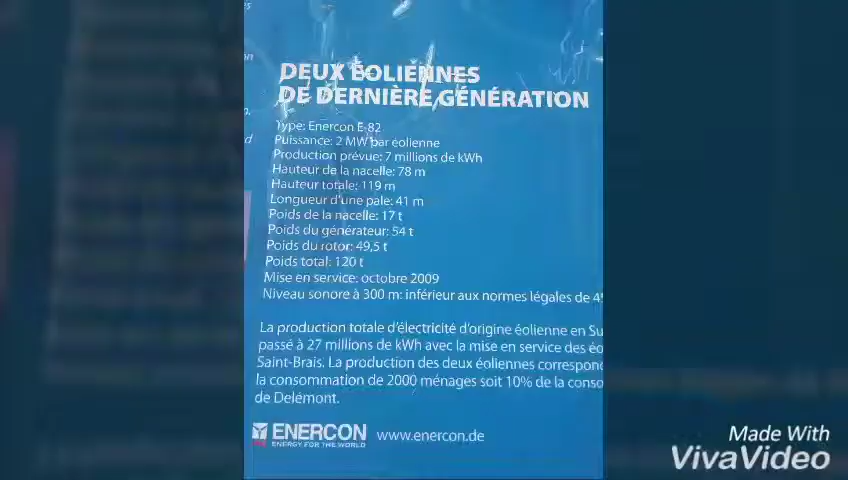 DEUX ÉOLIENNES
DE DERNIÈRE GÉNÉRATION
Type: Enercon E-82
Puissance: 2 MW par éolienne
Production prévue: 7 millions de kWh
Hauteur de la nacelle: 78 m
Hauteur totale: 119 m
Longueur d'une pale: 41 m
Poids de la nacelle: 17 t
Poids du générateur: 54 t
Poids du rotor: 49,5 t
Poids total: 120 t
Mise en service: octobre 2009
Niveau sonore à 300 m: inférieur aux normes légales de
La production totale d'électricité d'origine éolienne en Su
passé à 27 millions de kWh avec la mise en service des éo
Saint-Brais. La production des deux éoliennes correspond
la consommation de 2000 ménages soit 10% de la conso
de Delémont.
ENERCON www.enercon.de
ENERGY FOR THE WORLD
Made With
VivaVideo